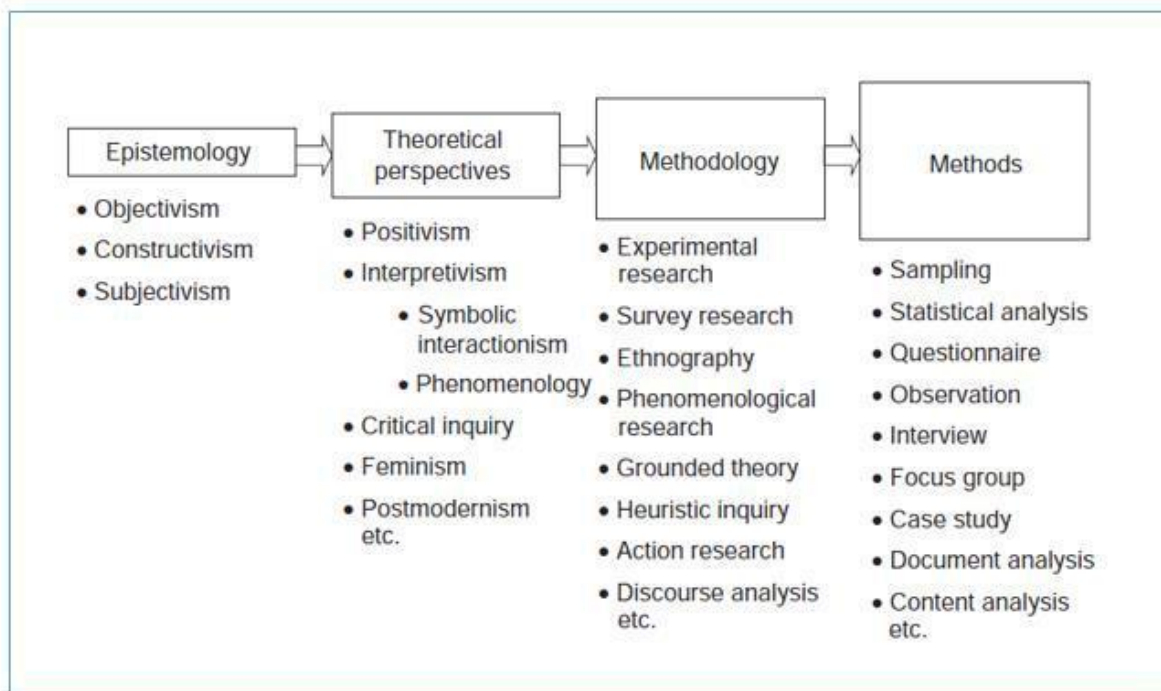 Epistemology
• Objectivism
• Constructivism
• Subjectivism
Theoretical
perspectives
• Positivism
• Interpretivism
• Symbolic
interactionism
• Phenomenology
• Critical inquiry
• Feminism
• Postmodernism
etc.
Methodology
• Experimental
research
• Survey research
• Ethnography
• Phenomenological
research
• Grounded theory
• Heuristic inquiry
• Action research
• Discourse analysis
etc.
Methods
• Sampling
• Statistical analysis
• Questionnaire
• Observation
• Interview
• Focus group
• Case study
• Document analysis
• Content analysis
etc.